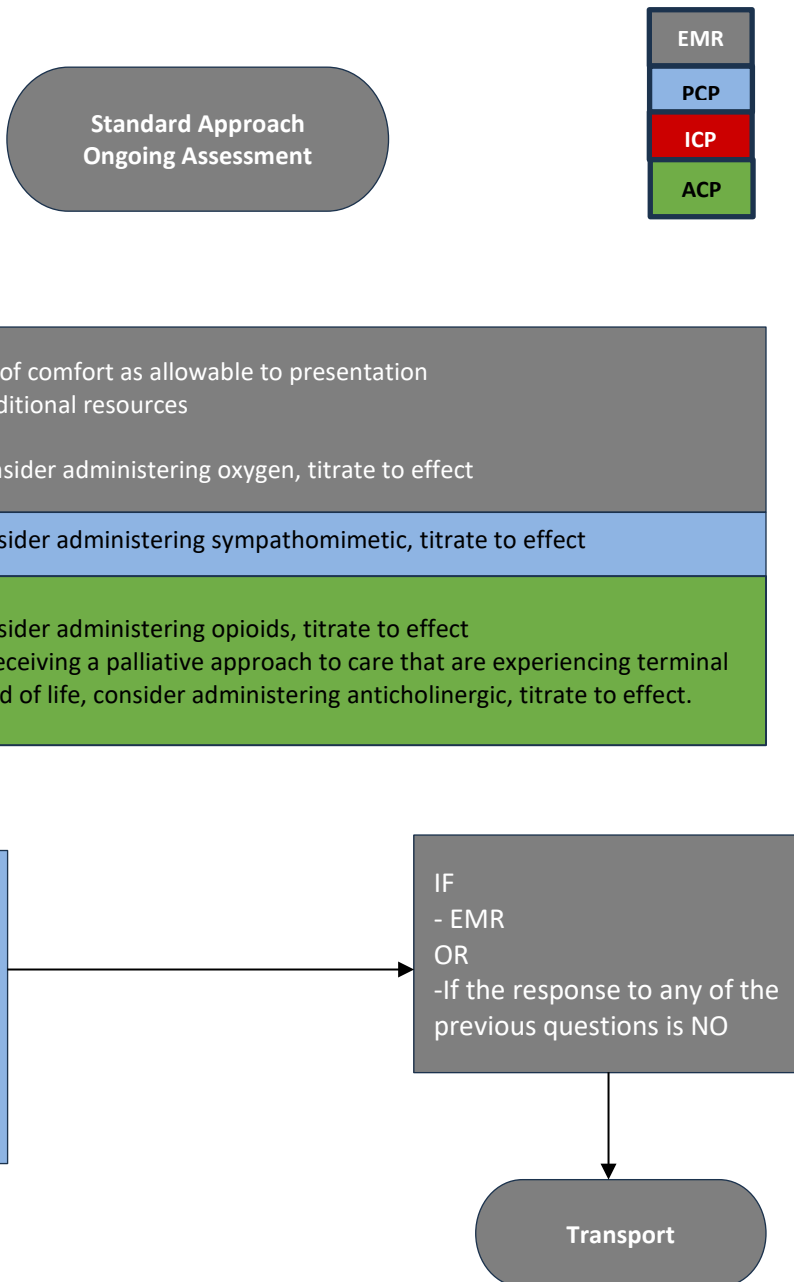 EMR
PCP
ICP
ACP
Standard Approach
Ongoing Assessment
of comfort as allowable to presentation
ditional resources
nsider administering oxygen, titrate to effect
sider administering sympathomimetic, titrate to effect
sider administering opioids, titrate to effect
eceiving a palliative approach to care that are experiencing terminal
d of life, consider administering anticholinergic, titrate to effect.
IF
- EMR
OR
-If the response to any of the
previous questions is NO
Transport